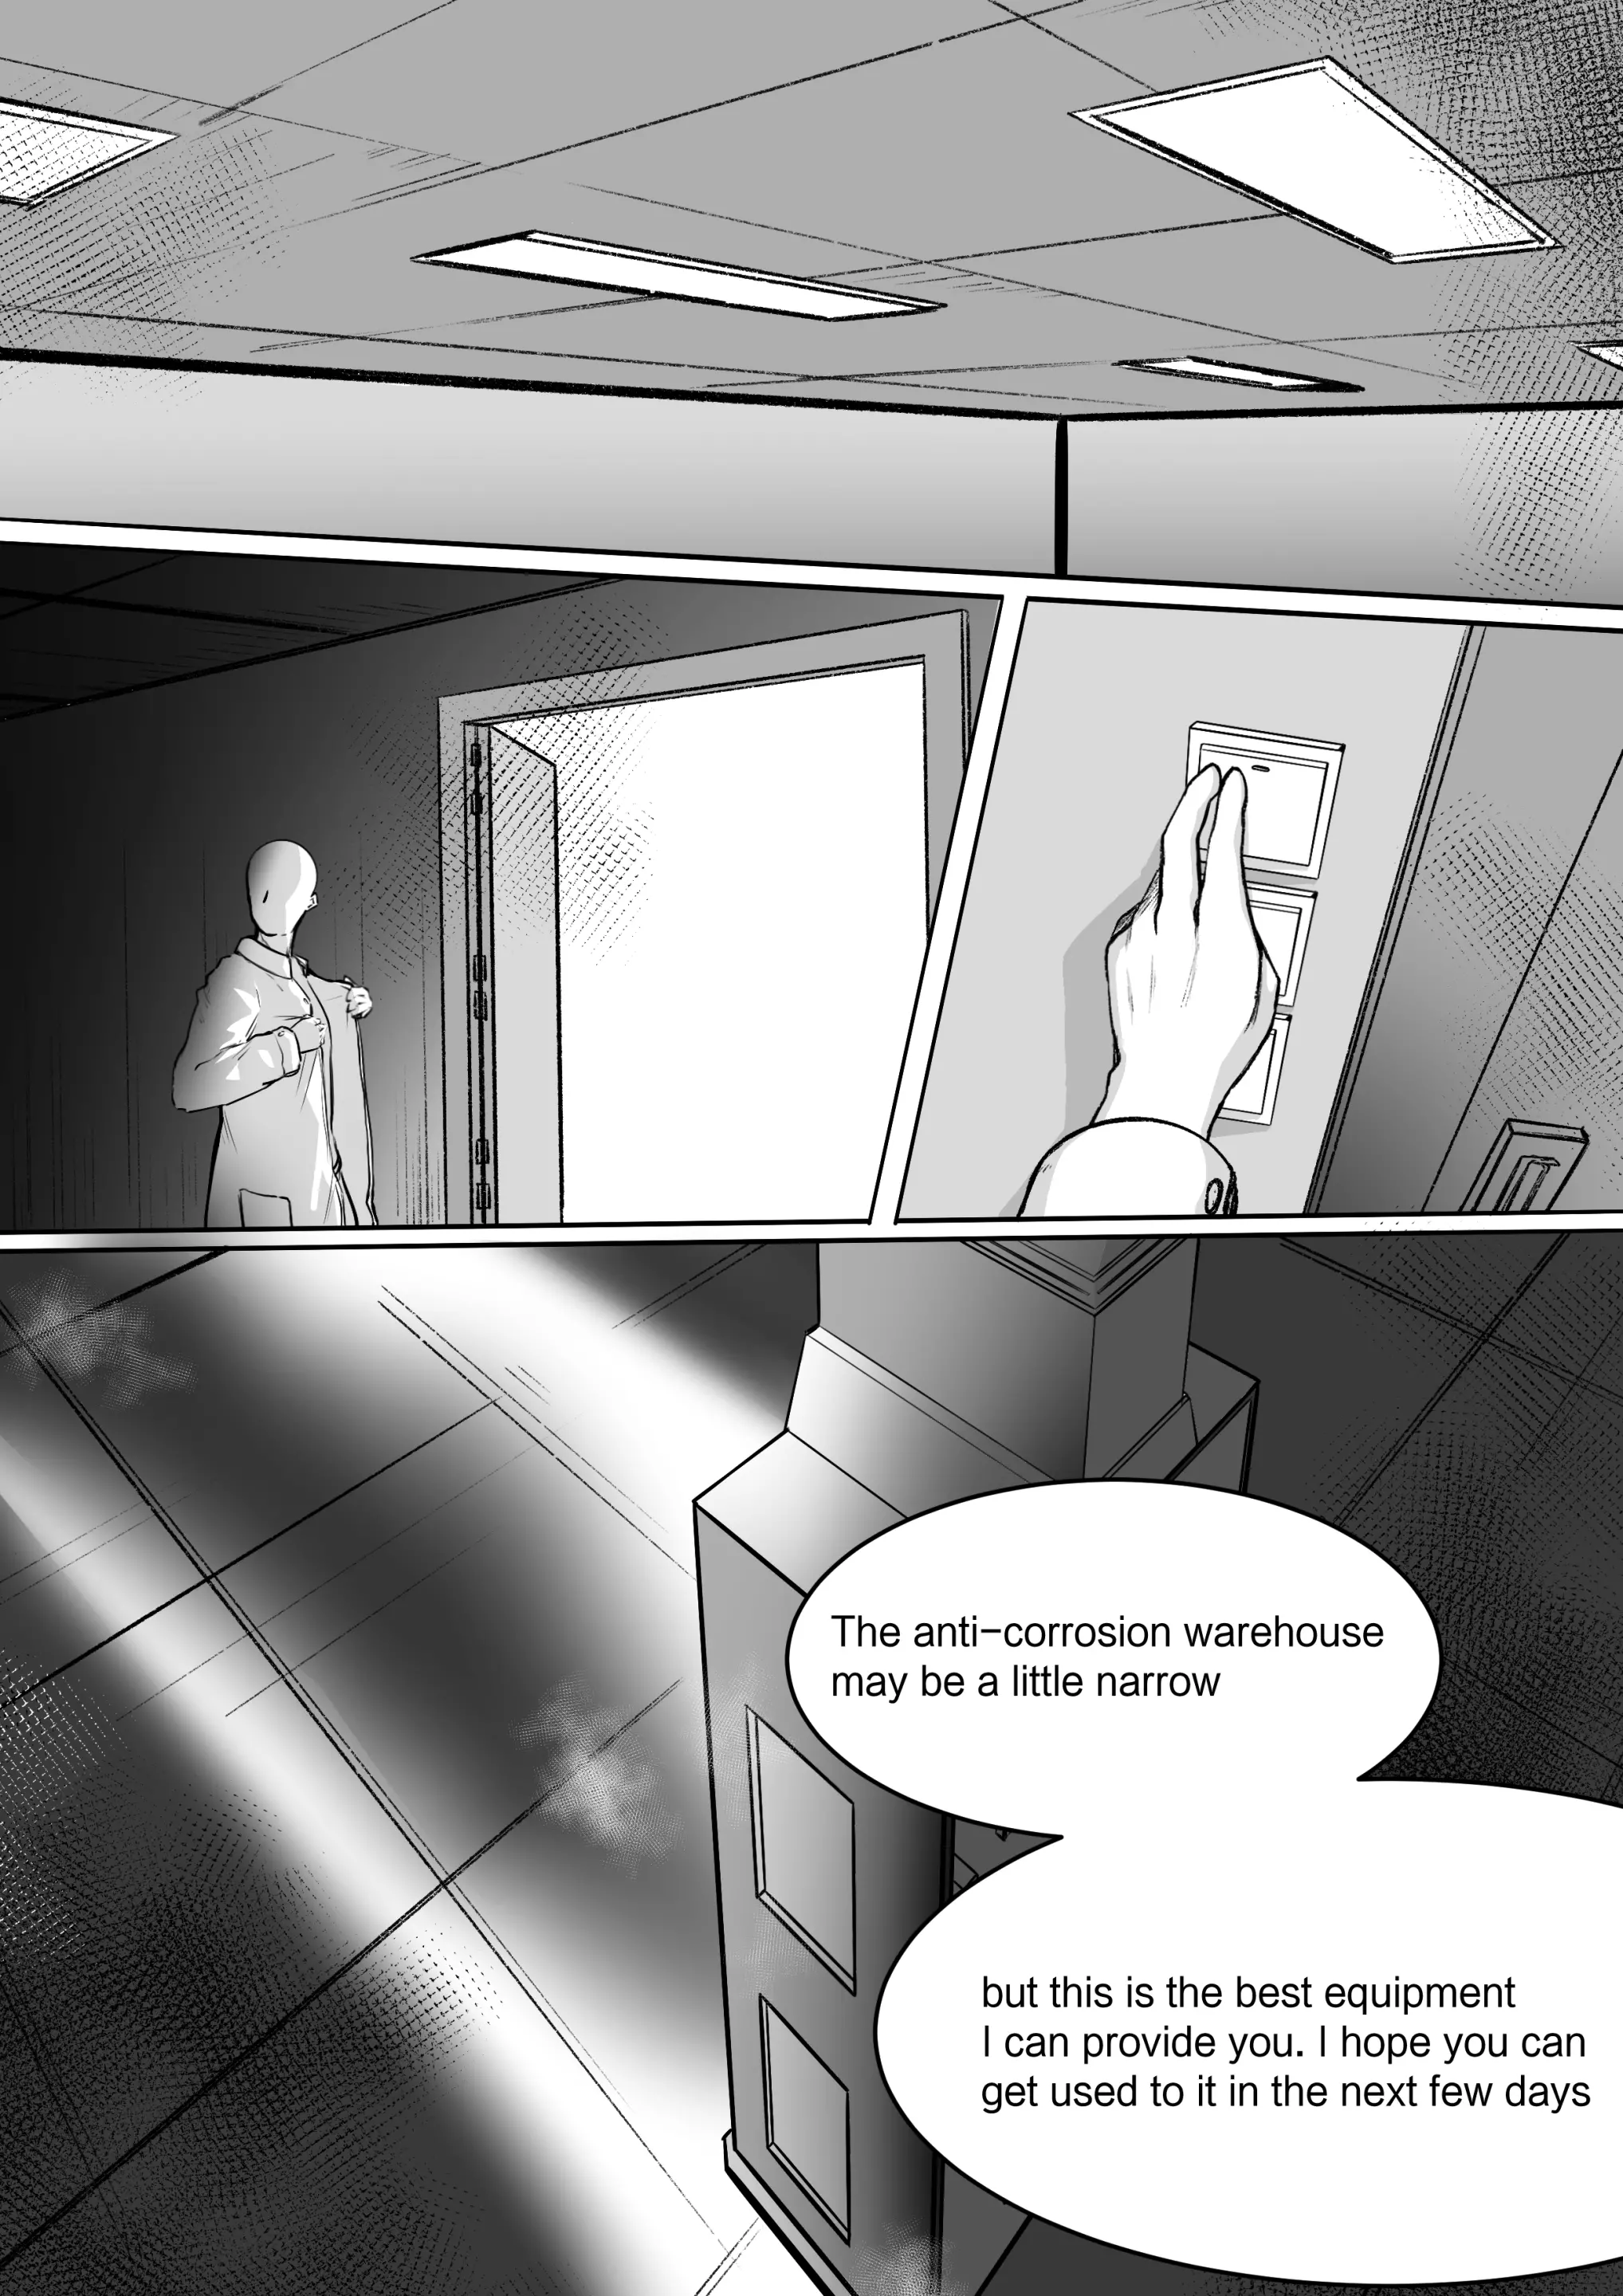 The anti-corrosion warehouse
may be a little narrow
but this is the best equipment
I can provide you. I hope you can
get used to it in the next few days